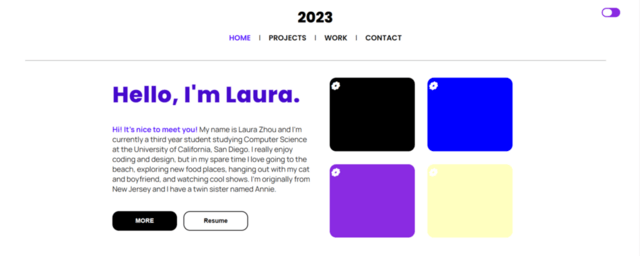 2023
HOME | PROJECTS | WORK | CONTACT
Hello, I'm Laura.
Hi! It's nice to meet you! My name is Laura Zhou and I'm
currently a third year student studying Computer Science
at the University of California, San Diego. I really enjoy
coding and design, but in my spare time I love going to the
beach, exploring new food places, hanging out with my cat
and boyfriend, and watching cool shows. I'm originally from
New Jersey and I have a twin sister named Annie.
MORE
Resume